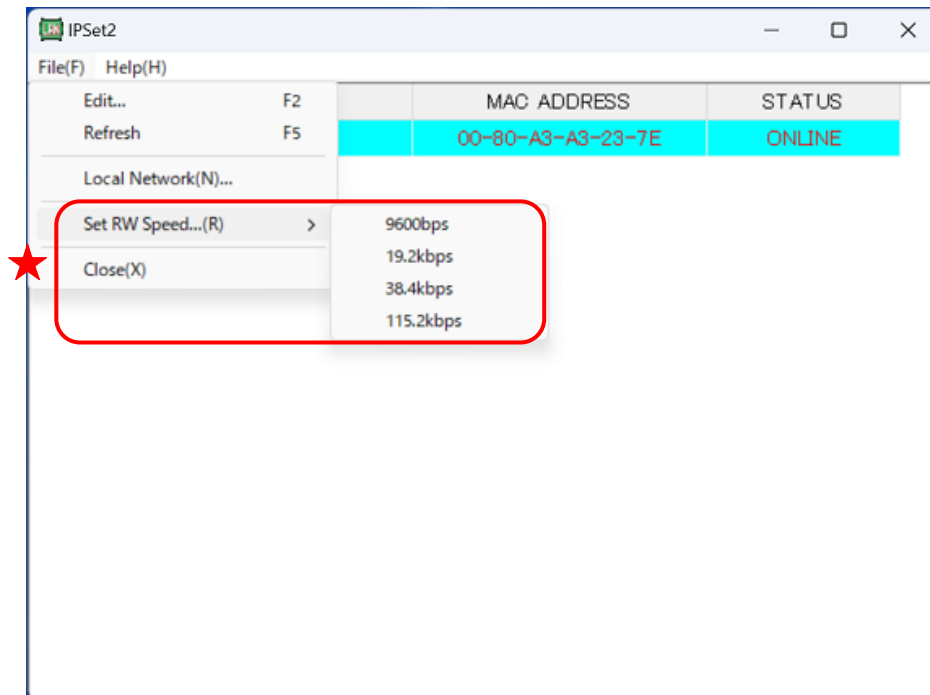 IPSet2
File(F) Help(H)
Edit... F2
Refresh F5
Local Network(N)...
Set RW Speed...(R)
Close(X)
9600bps
19.2kbps
38.4kbps
115.2kbps
MAC ADDRESS STATUS
00-80-A3-A3-23-7E ONLINE